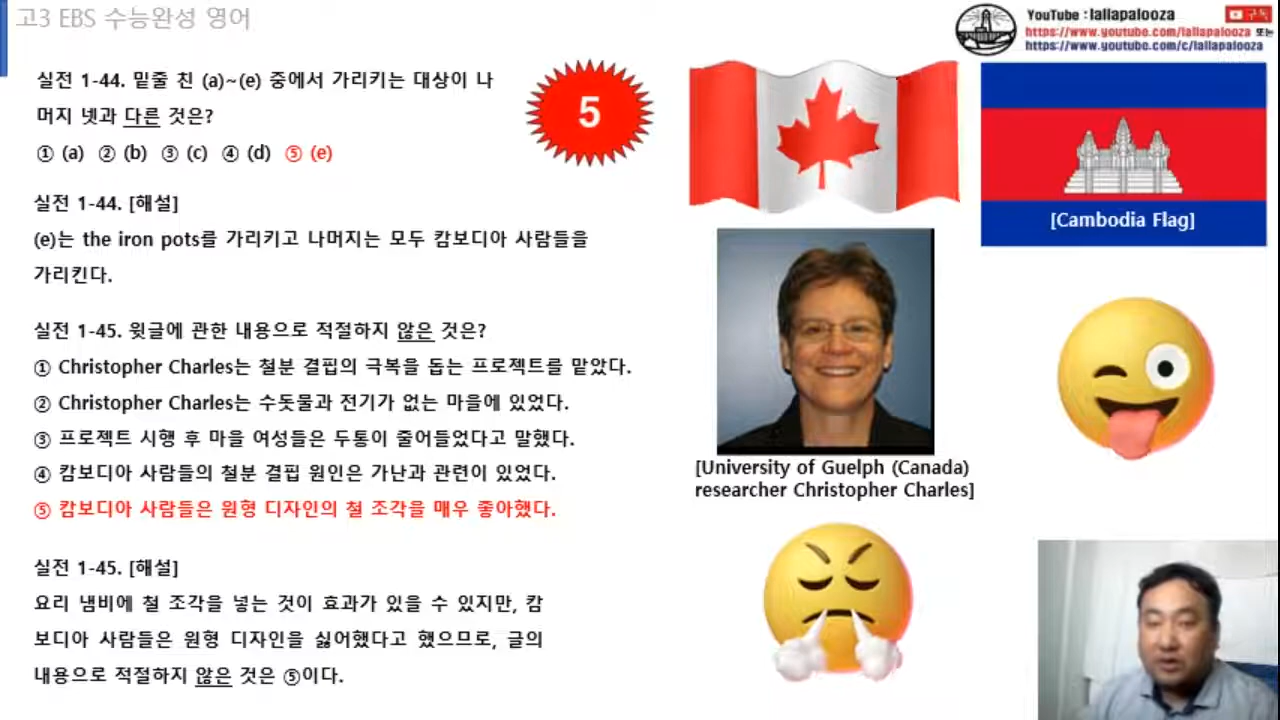 고3 EBS 수능완성 영어
YouTube : lallapalooza
구독
https://www.youtube.com/lallapalooza 또는
https://www.youtube.com/c/lallapalooza
실전 1-44. 밑줄 친 (a)~(e) 중에서 가리키는 대상이 나
머지 넷과 다른 것은?
① (a) ② (b) ③ (c) ④ (d) ⑤ (e)
5
실전 1-44. [해설]
(e)는 the iron pots를 가리키고 나머지는 모두 캄보디아 사람들을
가리킨다.
실전 1-45. 윗글에 관한 내용으로 적절하지 않은 것은?
① Christopher Charles는 철분 결핍의 극복을 돕는 프로젝트를 맡았다.
② Christopher Charles는 수돗물과 전기가 없는 마을에 있었다.
③ 프로젝트 시행 후 마을 여성들은 두통이 줄어들었다고 말했다.
④ 캄보디아 사람들의 철분 결핍 원인은 가난과 관련이 있었다.
⑤ 캄보디아 사람들은 원형 디자인의 철 조각을 매우 좋아했다.
실전 1-45. [해설]
요리 냄비에 철 조각을 넣는 것이 효과가 있을 수 있지만, 캄
보디아 사람들은 원형 디자인을 싫어했다고 했으므로, 글의
내용으로 적절하지 않은 것은 ⑤이다.
[Cambodia Flag]
[University of Guelph (Canada)
researcher Christopher Charles]